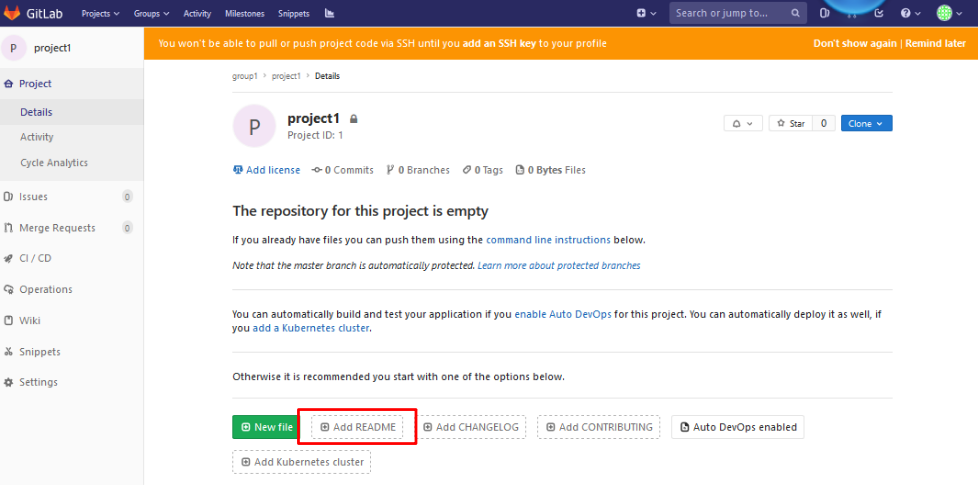 GitLab Projects Groups Activity Milestones Snippets Search or jump to...
P project1
You won't be able to pull or push project code via SSH until you add an SSH key to your profile Don't show again | Remind later
Project
Details
Activity
Cycle Analytics
Issues 0
Merge Requests 0
CI / CD
Operations
Wiki
Snippets
Settings
group1 › project1 › Details
P
project1
Project ID: 1
Star 0 Clone
Add license 0 Commits 0 Branches 0 Tags 0 Bytes Files
The repository for this project is empty
If you already have files you can push them using the command line instructions below.
Note that the master branch is automatically protected. Learn more about protected branches
You can automatically build and test your application if you enable Auto DevOps for this project. You can automatically deploy it as well, if
you add a Kubernetes cluster.
Otherwise it is recommended you start with one of the options below.
New file Add README Add CHANGELOG Add CONTRIBUTING Auto DevOps enabled
Add Kubernetes cluster